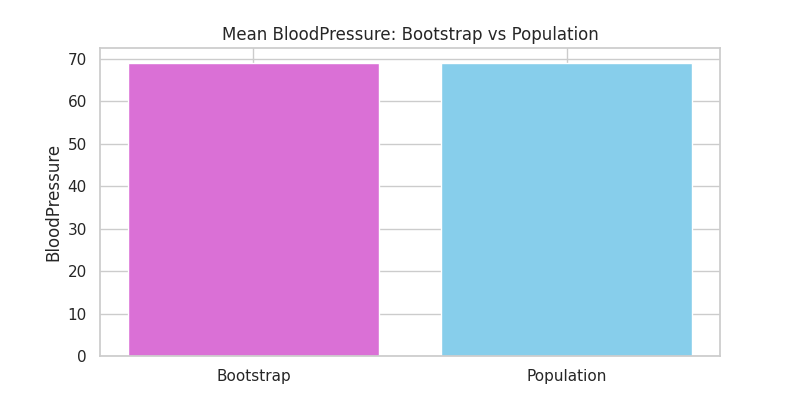 Mean BloodPressure: Bootstrap vs Population
BloodPressure
70
60
50
40
30
20
10
0
Bootstrap
Population